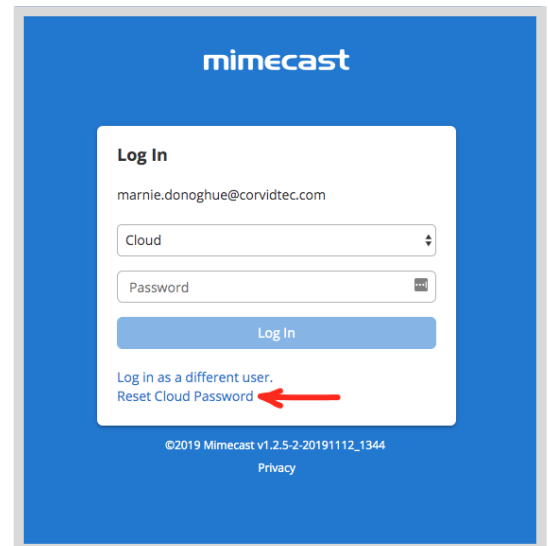 mimecast
Log In
marnie.donoghue@corvidtec.com
Cloud
Password
Log In
Log in as a different user.
Reset Cloud Password
©2019 Mimecast v1.2.5-2-20191112_1344
Privacy